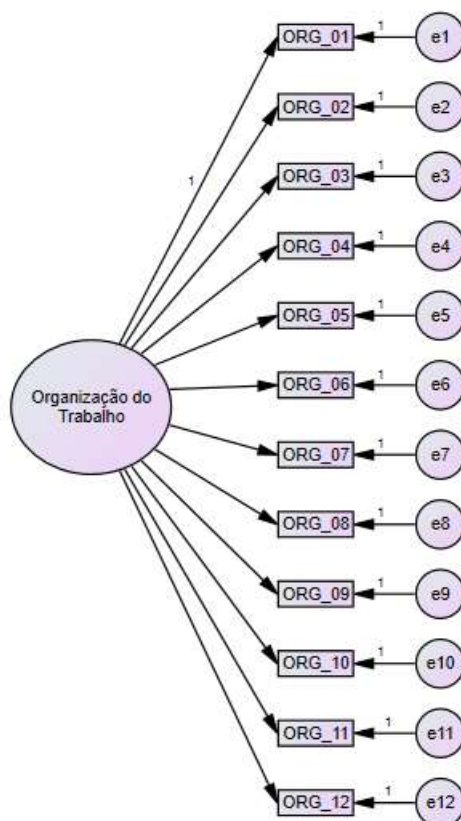 ORG_01
1
e1
ORG_02
1
e2
1
ORG_03
1
e3
ORG_04
1
e4
ORG_05
1
e5
Organização do
Trabalho
ORG_06
1
e6
ORG_07
1
e7
ORG_08
1
e8
ORG_09
1
e9
ORG_10
1
e10
ORG_11
1
e11
ORG_12
1
e12